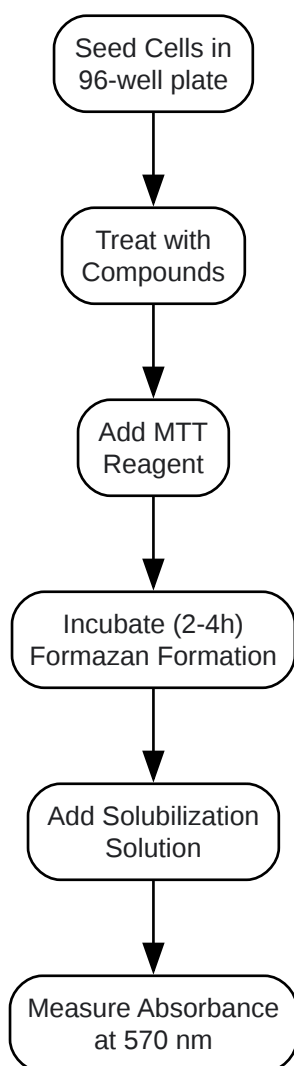 Seed Cells in
96-well plate
Treat with
Compounds
Add MTT
Reagent
Incubate (2-4h)
Formazan Formation
Add Solubilization
Solution
Measure Absorbance
at 570 nm